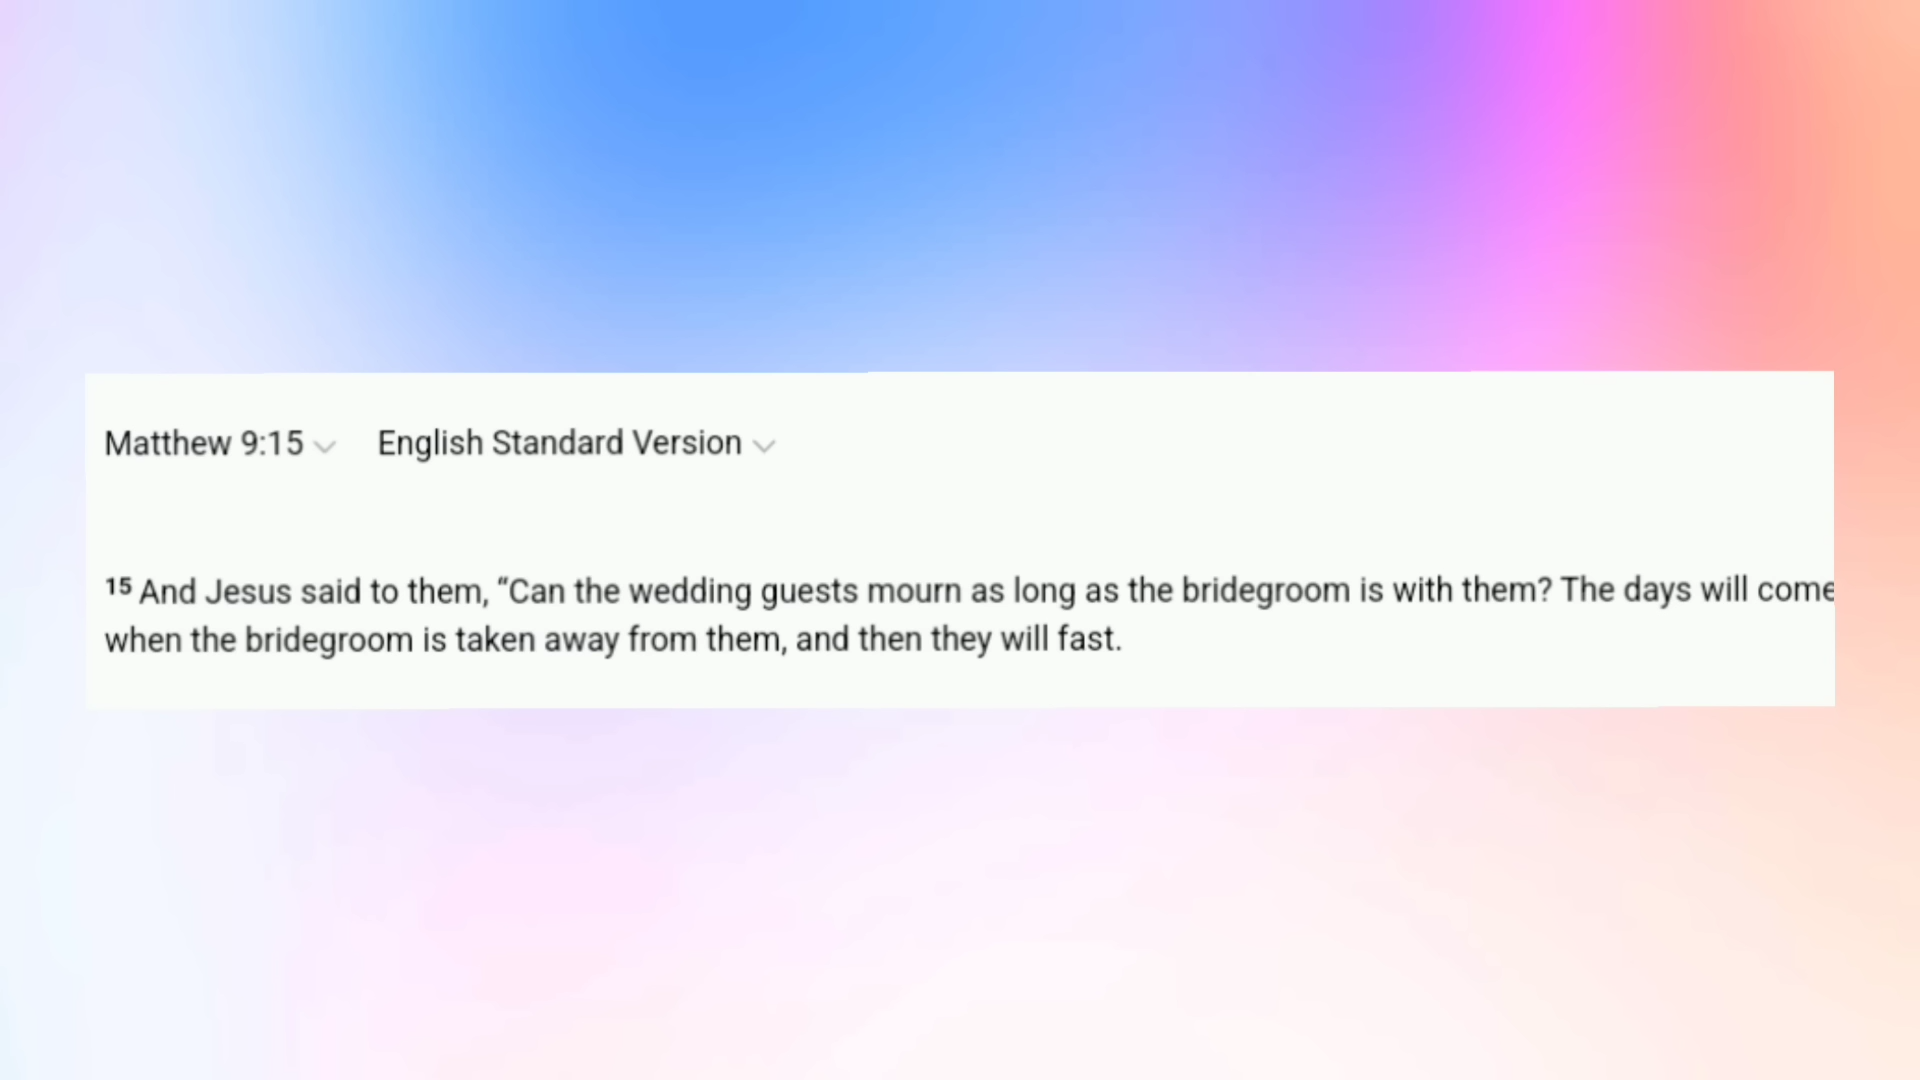 Matthew 9:15 English Standard Version
15 And Jesus said to them, “Can the wedding guests mourn as long as the bridegroom is with them? The days will come
when the bridegroom is taken away from them, and then they will fast.